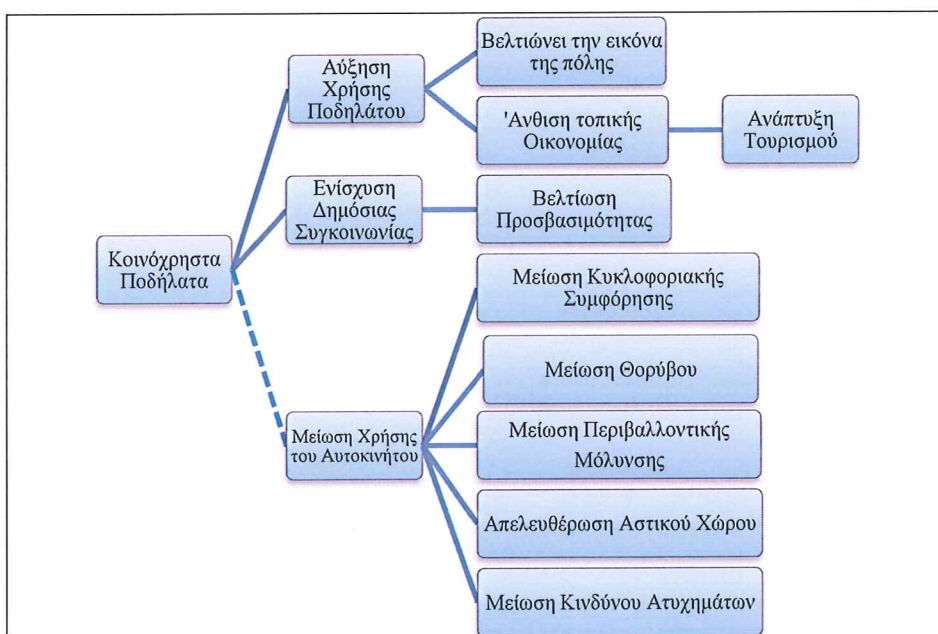 Κοινόχρηστα
Ποδήλατα
Αύξηση
Χρήσης
Ποδηλάτου
Βελτιώνει την εικόνα
της πόλης
'Ανθιση τοπικής
Οικονομίας
Ανάπτυξη
Τουρισμού
Ενίσχυση
Δημόσιας
Συγκοινωνίας
Βελτίωση
Προσβασιμότητας
Μείωση Χρήσης
του Αυτοκινήτου
Μείωση Κυκλοφοριακής
Συμφόρησης
Μείωση Θορύβου
Μείωση Περιβαλλοντικής
Μόλυνσης
Απελευθέρωση Αστικού Χώρου
Μείωση Κινδύνου Ατυχημάτων